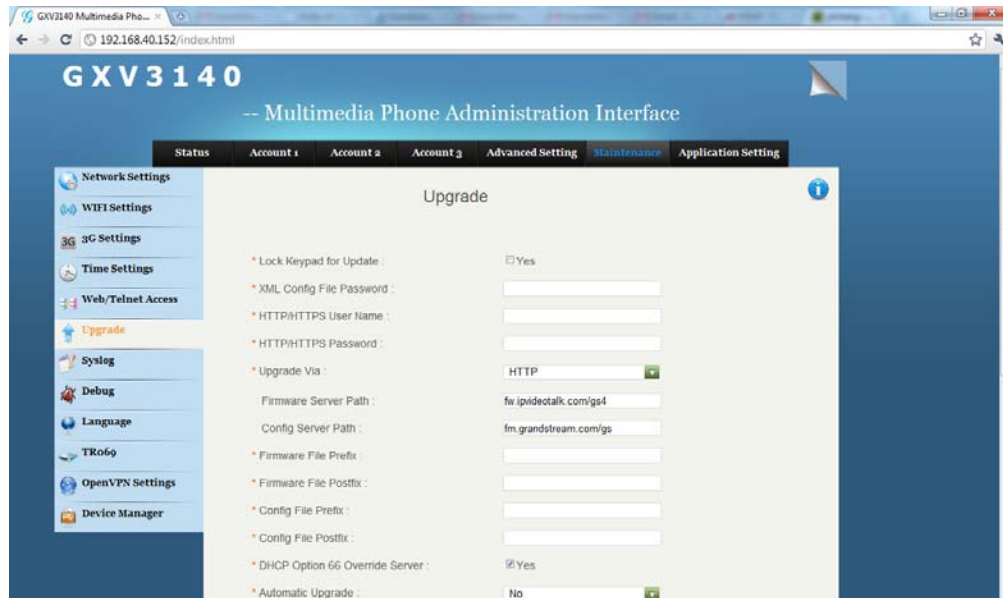 GXV3140 Multimedia Pho...
192.168.40.152/index.html
GXV3140
-- Multimedia Phone Administration Interface
Status Account 1 Account 2 Account 3 Advanced Setting Maintenance Application Setting
Network Settings
WIFI Settings
3G 3G Settings
Time Settings
Web/Telnet Access
Upgrade
Syslog
Debug
Language
TR069
OpenVPN Settings
Device Manager
Upgrade
* Lock Keypad for Update : Yes
* XML Config File Password :
* HTTP/HTTPS User Name :
* HTTP/HTTPS Password :
* Upgrade Via : HTTP
Firmware Server Path : fw.ipvideotalk.com/gs4
Config Server Path : fm.grandstream.com/gs
* Firmware File Prefix :
* Firmware File Postfix :
* Config File Prefix :
* Config File Postfix :
* DHCP Option 66 Override Server : Yes
* Automatic Upgrade : No